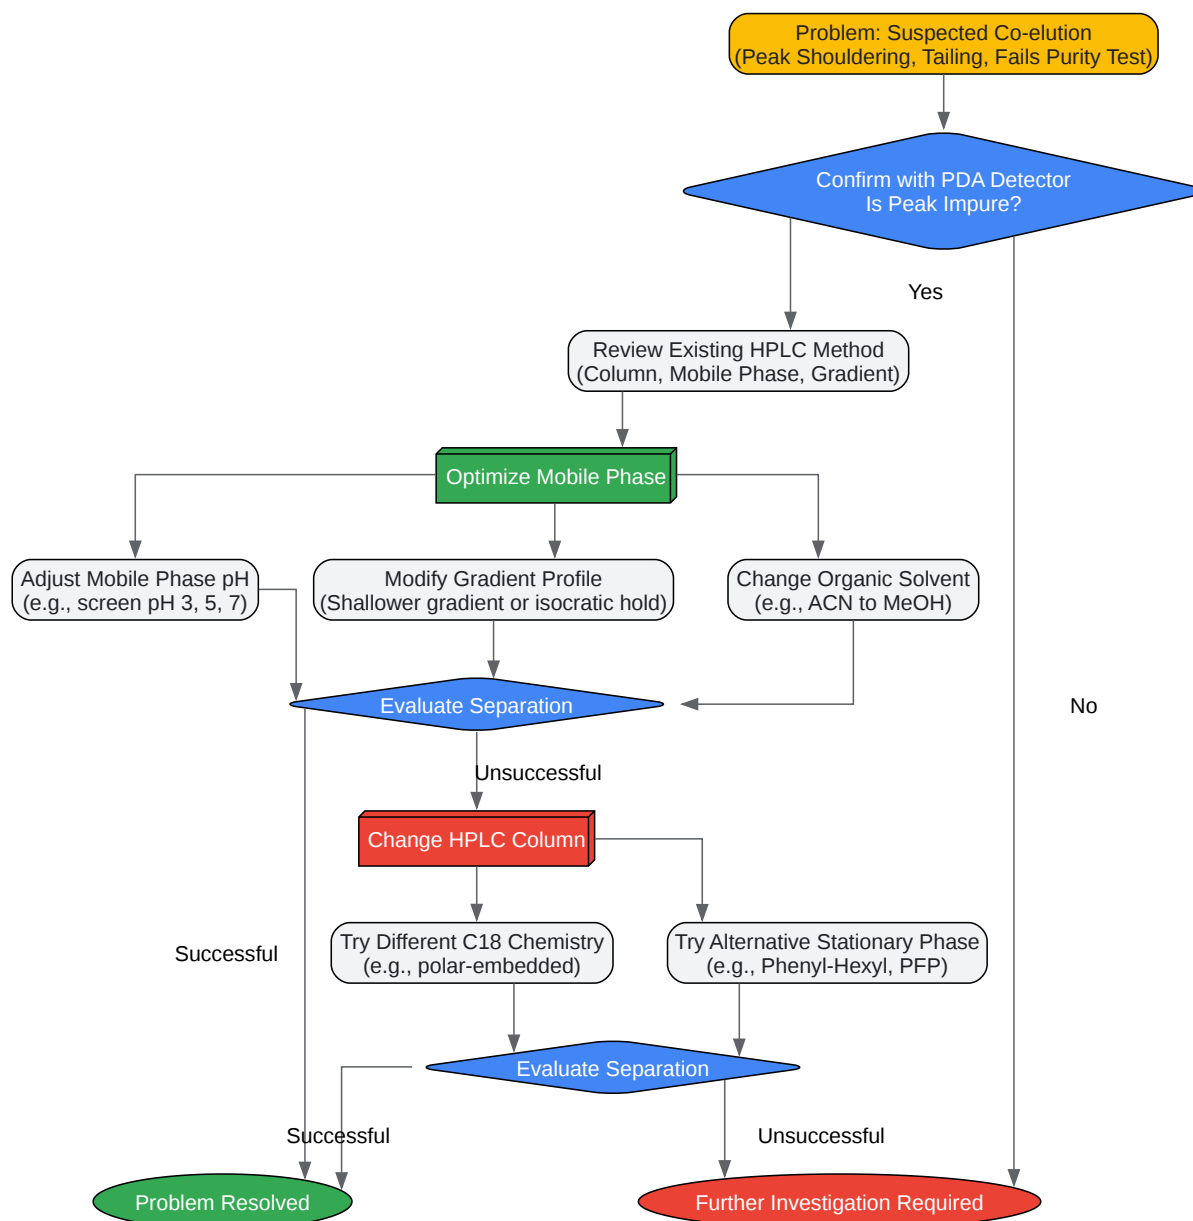 Problem: Suspected Co-elution
(Peak Shouldering, Tailing, Fails Purity Test)
Confirm with PDA Detector
Is Peak Impure?
Yes
Review Existing HPLC Method
(Column, Mobile Phase, Gradient)
Optimize Mobile Phase
Adjust Mobile Phase pH
(e.g., screen pH 3, 5, 7)
Modify Gradient Profile
(Shallower gradient or isocratic hold)
Change Organic Solvent
(e.g., ACN to MeOH)
Evaluate Separation
No
Unsuccessful
Change HPLC Column
Successful
Try Different C18 Chemistry
(e.g., polar-embedded)
Try Alternative Stationary Phase
(e.g., Phenyl-Hexyl, PFP)
Evaluate Separation
Successful
Unsuccessful
Problem Resolved
Further Investigation Required